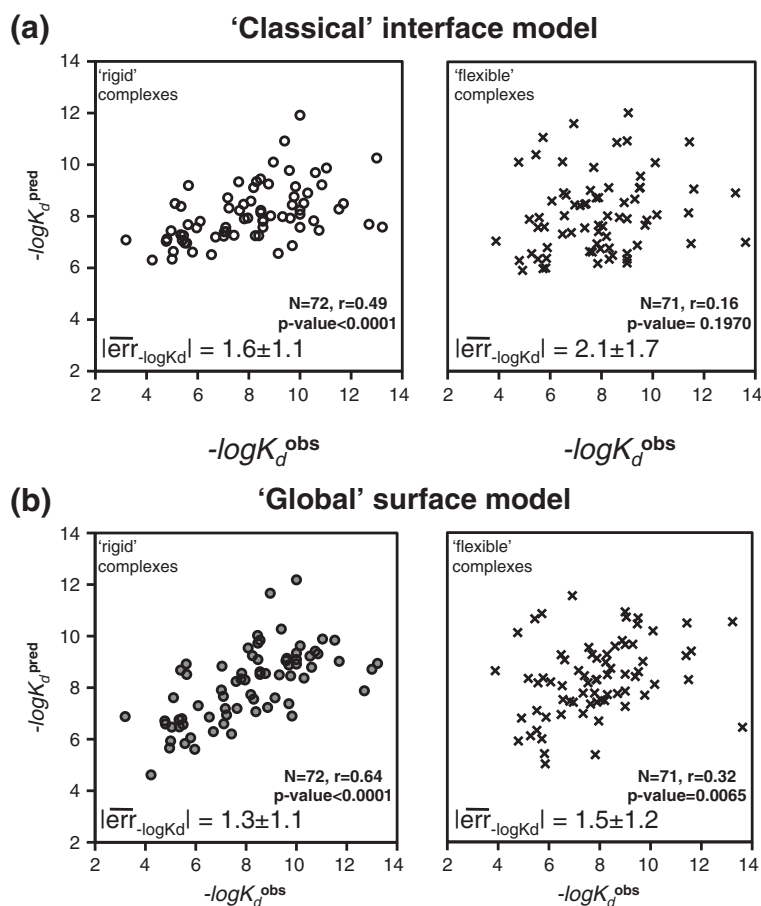 (a) 'Classical' interface model
14
12
10
8
6
4
2
-logKd pred
'rigid'
complexes
N=72, r=0.49
p-value<0.0001
|err-logKd| = 1.6±1.1
2 4 6 8 10 12 14
-logKd obs
'flexible'
complexes
N=71, r=0.16
p-value= 0.1970
|err-logKd| = 2.1±1.7
2 4 6 8 10 12 14
-logKd obs
(b) 'Global' surface model
14
12
10
8
6
4
2
-logKd pred
'rigid'
complexes
N=72, r=0.64
p-value<0.0001
|err-logKd| = 1.3±1.1
2 4 6 8 10 12 14
-logKd obs
'flexible'
complexes
N=71, r=0.32
p-value=0.0065
|err-logKd| = 1.5±1.2
2 4 6 8 10 12 14
-logKd obs